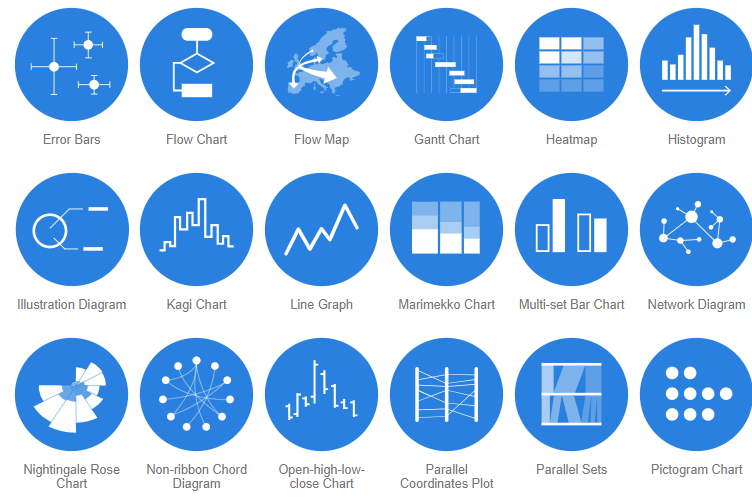 Error Bars
Flow Chart
Flow Map
Gantt Chart
Heatmap
Histogram
Illustration Diagram
Kagi Chart
Line Graph
Marimekko Chart
Multi-set Bar Chart
Network Diagram
Nightingale Rose
Chart
Non-ribbon Chord
Diagram
Open-high-low-
close Chart
Parallel
Coordinates Plot
Parallel Sets
Pictogram Chart